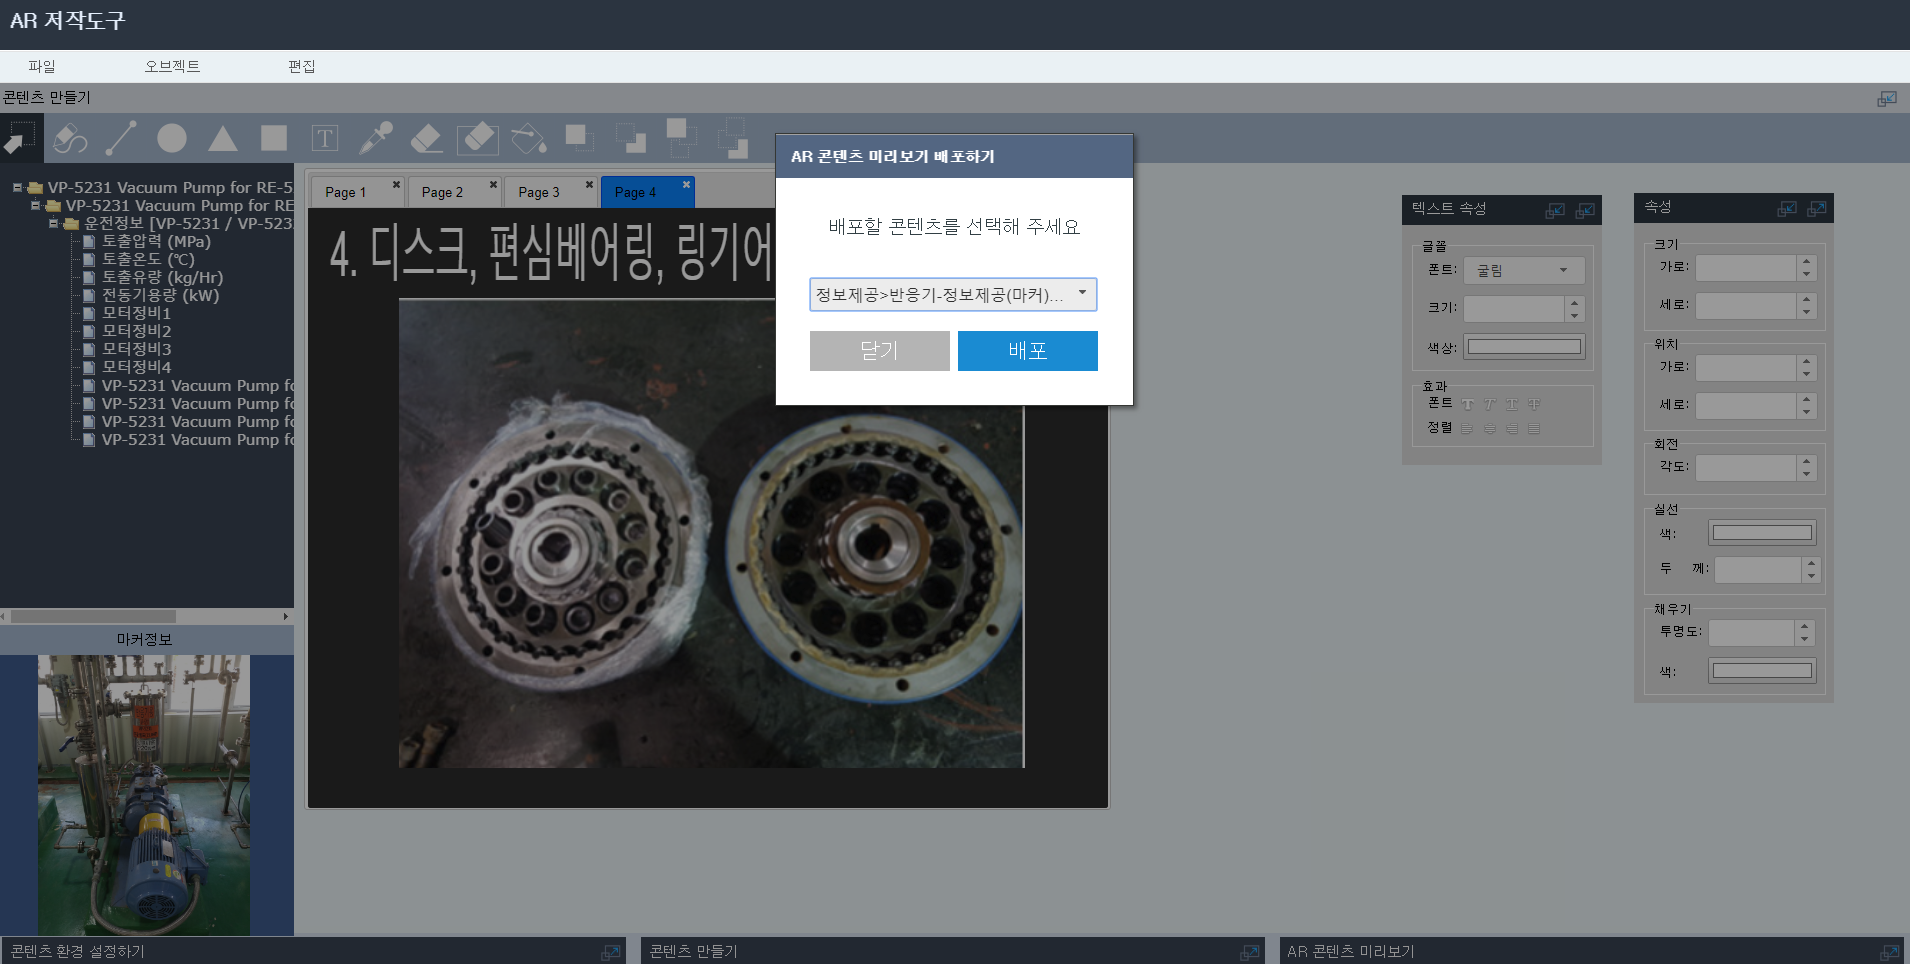 AR 저작도구
파일 오브젝트 편집
콘텐츠 만들기
T
VP-5231 Vacuum Pump for RE-5
VP-5231 Vacuum Pump for RE
운전정보 [VP-5231 / VP-523
토출압력 (MPa)
토출온도 (℃)
토출유량 (kg/Hr)
전동기용량 (kW)
모터정비1
모터정비2
모터정비3
모터정비4
VP-5231 Vacuum Pump fo
VP-5231 Vacuum Pump fo
VP-5231 Vacuum Pump fo
VP-5231 Vacuum Pump fo
마커정보
Page 1 Page 2 Page 3 Page 4
4. 디스크, 편심베어링, 링기어
AR 콘텐츠 미리보기 배포하기
배포할 콘텐츠를 선택해 주세요
정보제공>반응기-정보제공(마커)...
닫기 배포
텍스트 속성
글꼴
폰트: 굴림
크기:
색상:
효과
폰트 T T T T
정렬
속성
크기
가로:
세로:
위치
가로:
세로:
회전
각도:
실선
색:
두 께:
채우기
투명도:
색:
콘텐츠 환경 설정하기
콘텐츠 만들기
AR 콘텐츠 미리보기